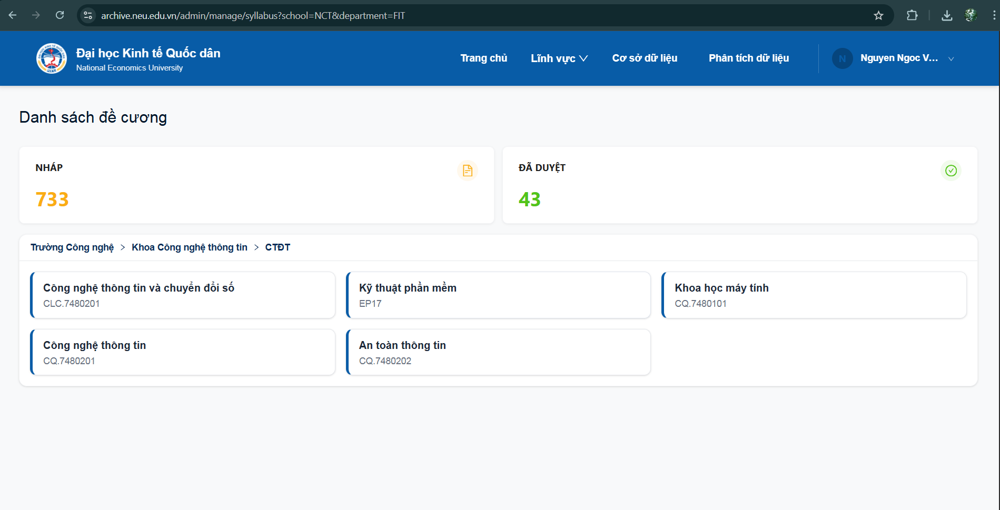 archive.neu.edu.vn/admin/manage/syllabus?school=NCT&department=FIT
Đại học Kinh tế Quốc dân
National Economics University
Trang chủ
Lĩnh vực
Cơ sở dữ liệu
Phân tích dữ liệu
N
Nguyen Ngoc V...
Danh sách đề cương
NHÁP
733
ĐÃ DUYỆT
43
Trường Công nghệ > Khoa Công nghệ thông tin > CTĐT
Công nghệ thông tin và chuyển đổi số
CLC.7480201
Kỹ thuật phần mềm
EP17
Khoa học máy tính
CQ.7480101
Công nghệ thông tin
CQ.7480201
An toàn thông tin
CQ.7480202